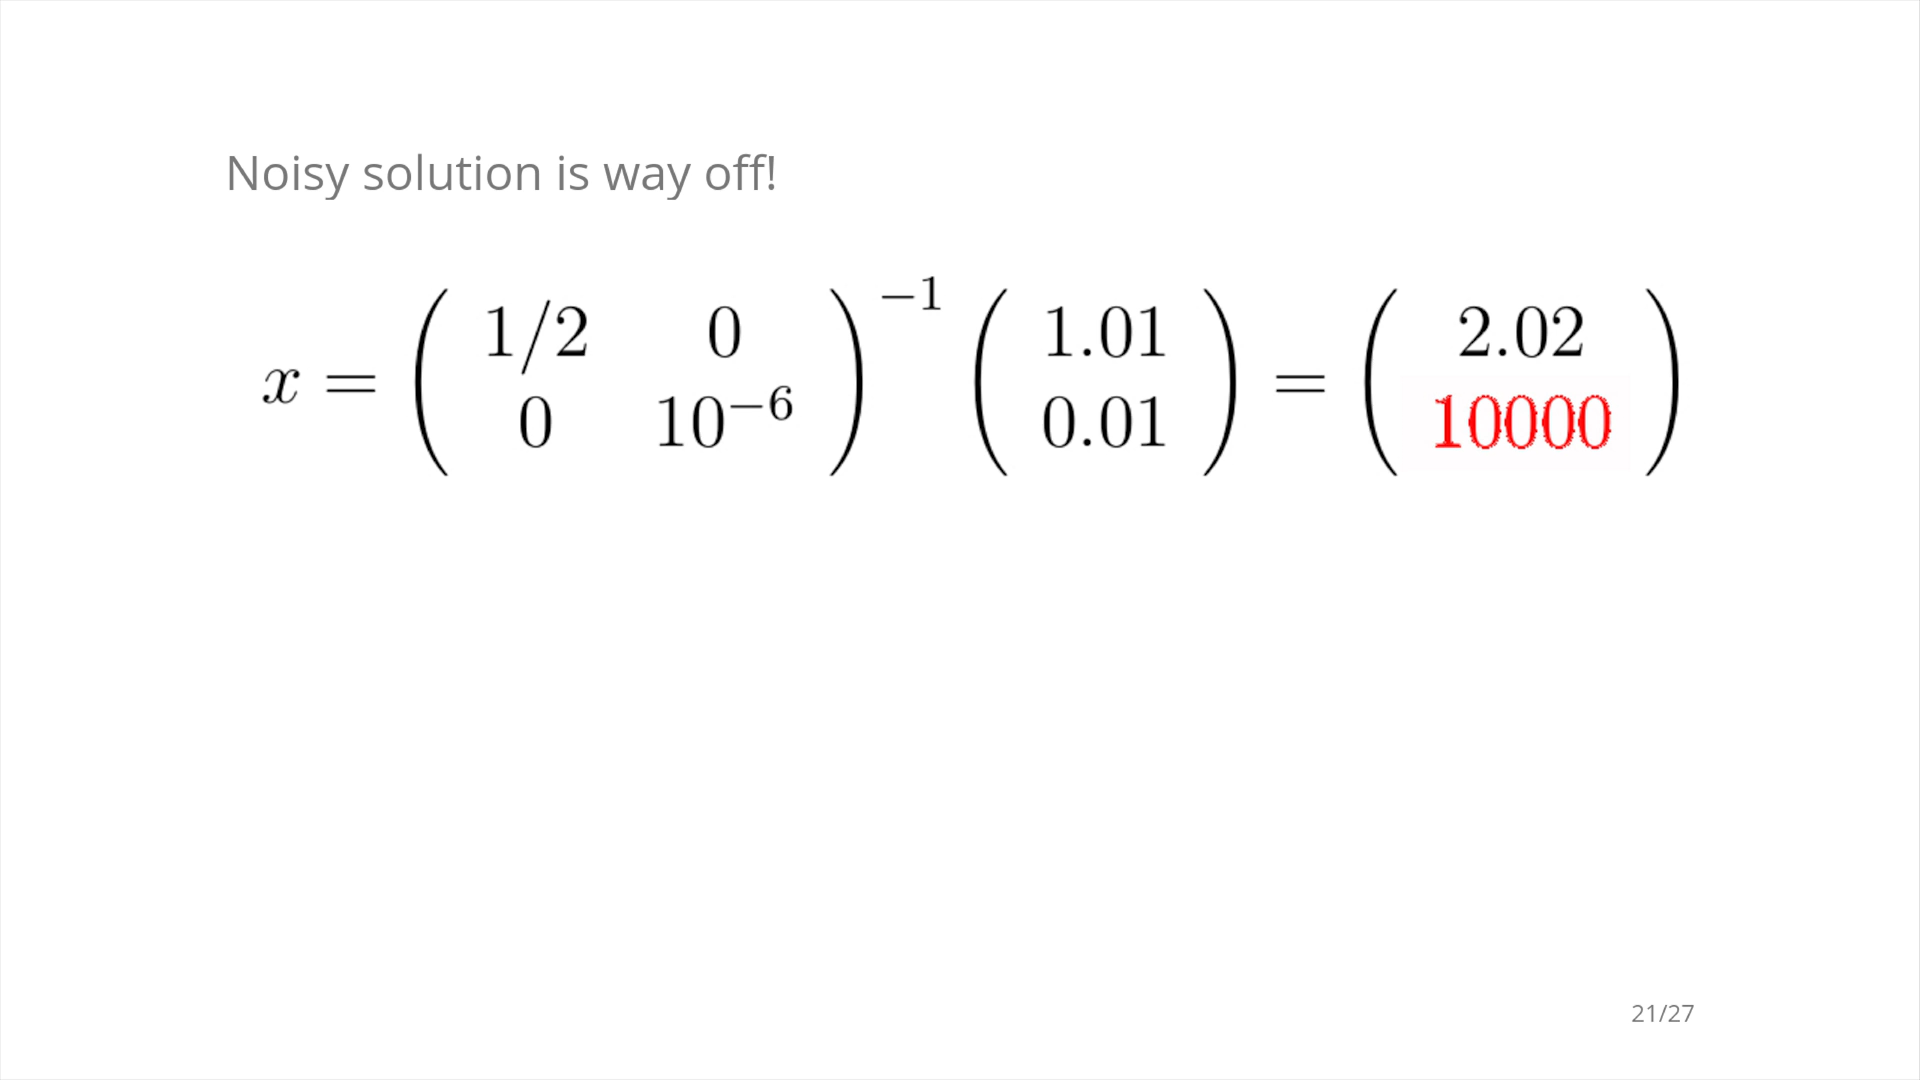 Noisy solution is way off!
x = ( 1/2 0 ; 0 10⁻⁶ )⁻¹ ( 1.01 ; 0.01 ) = ( 2.02 ; 10000 )
21/27